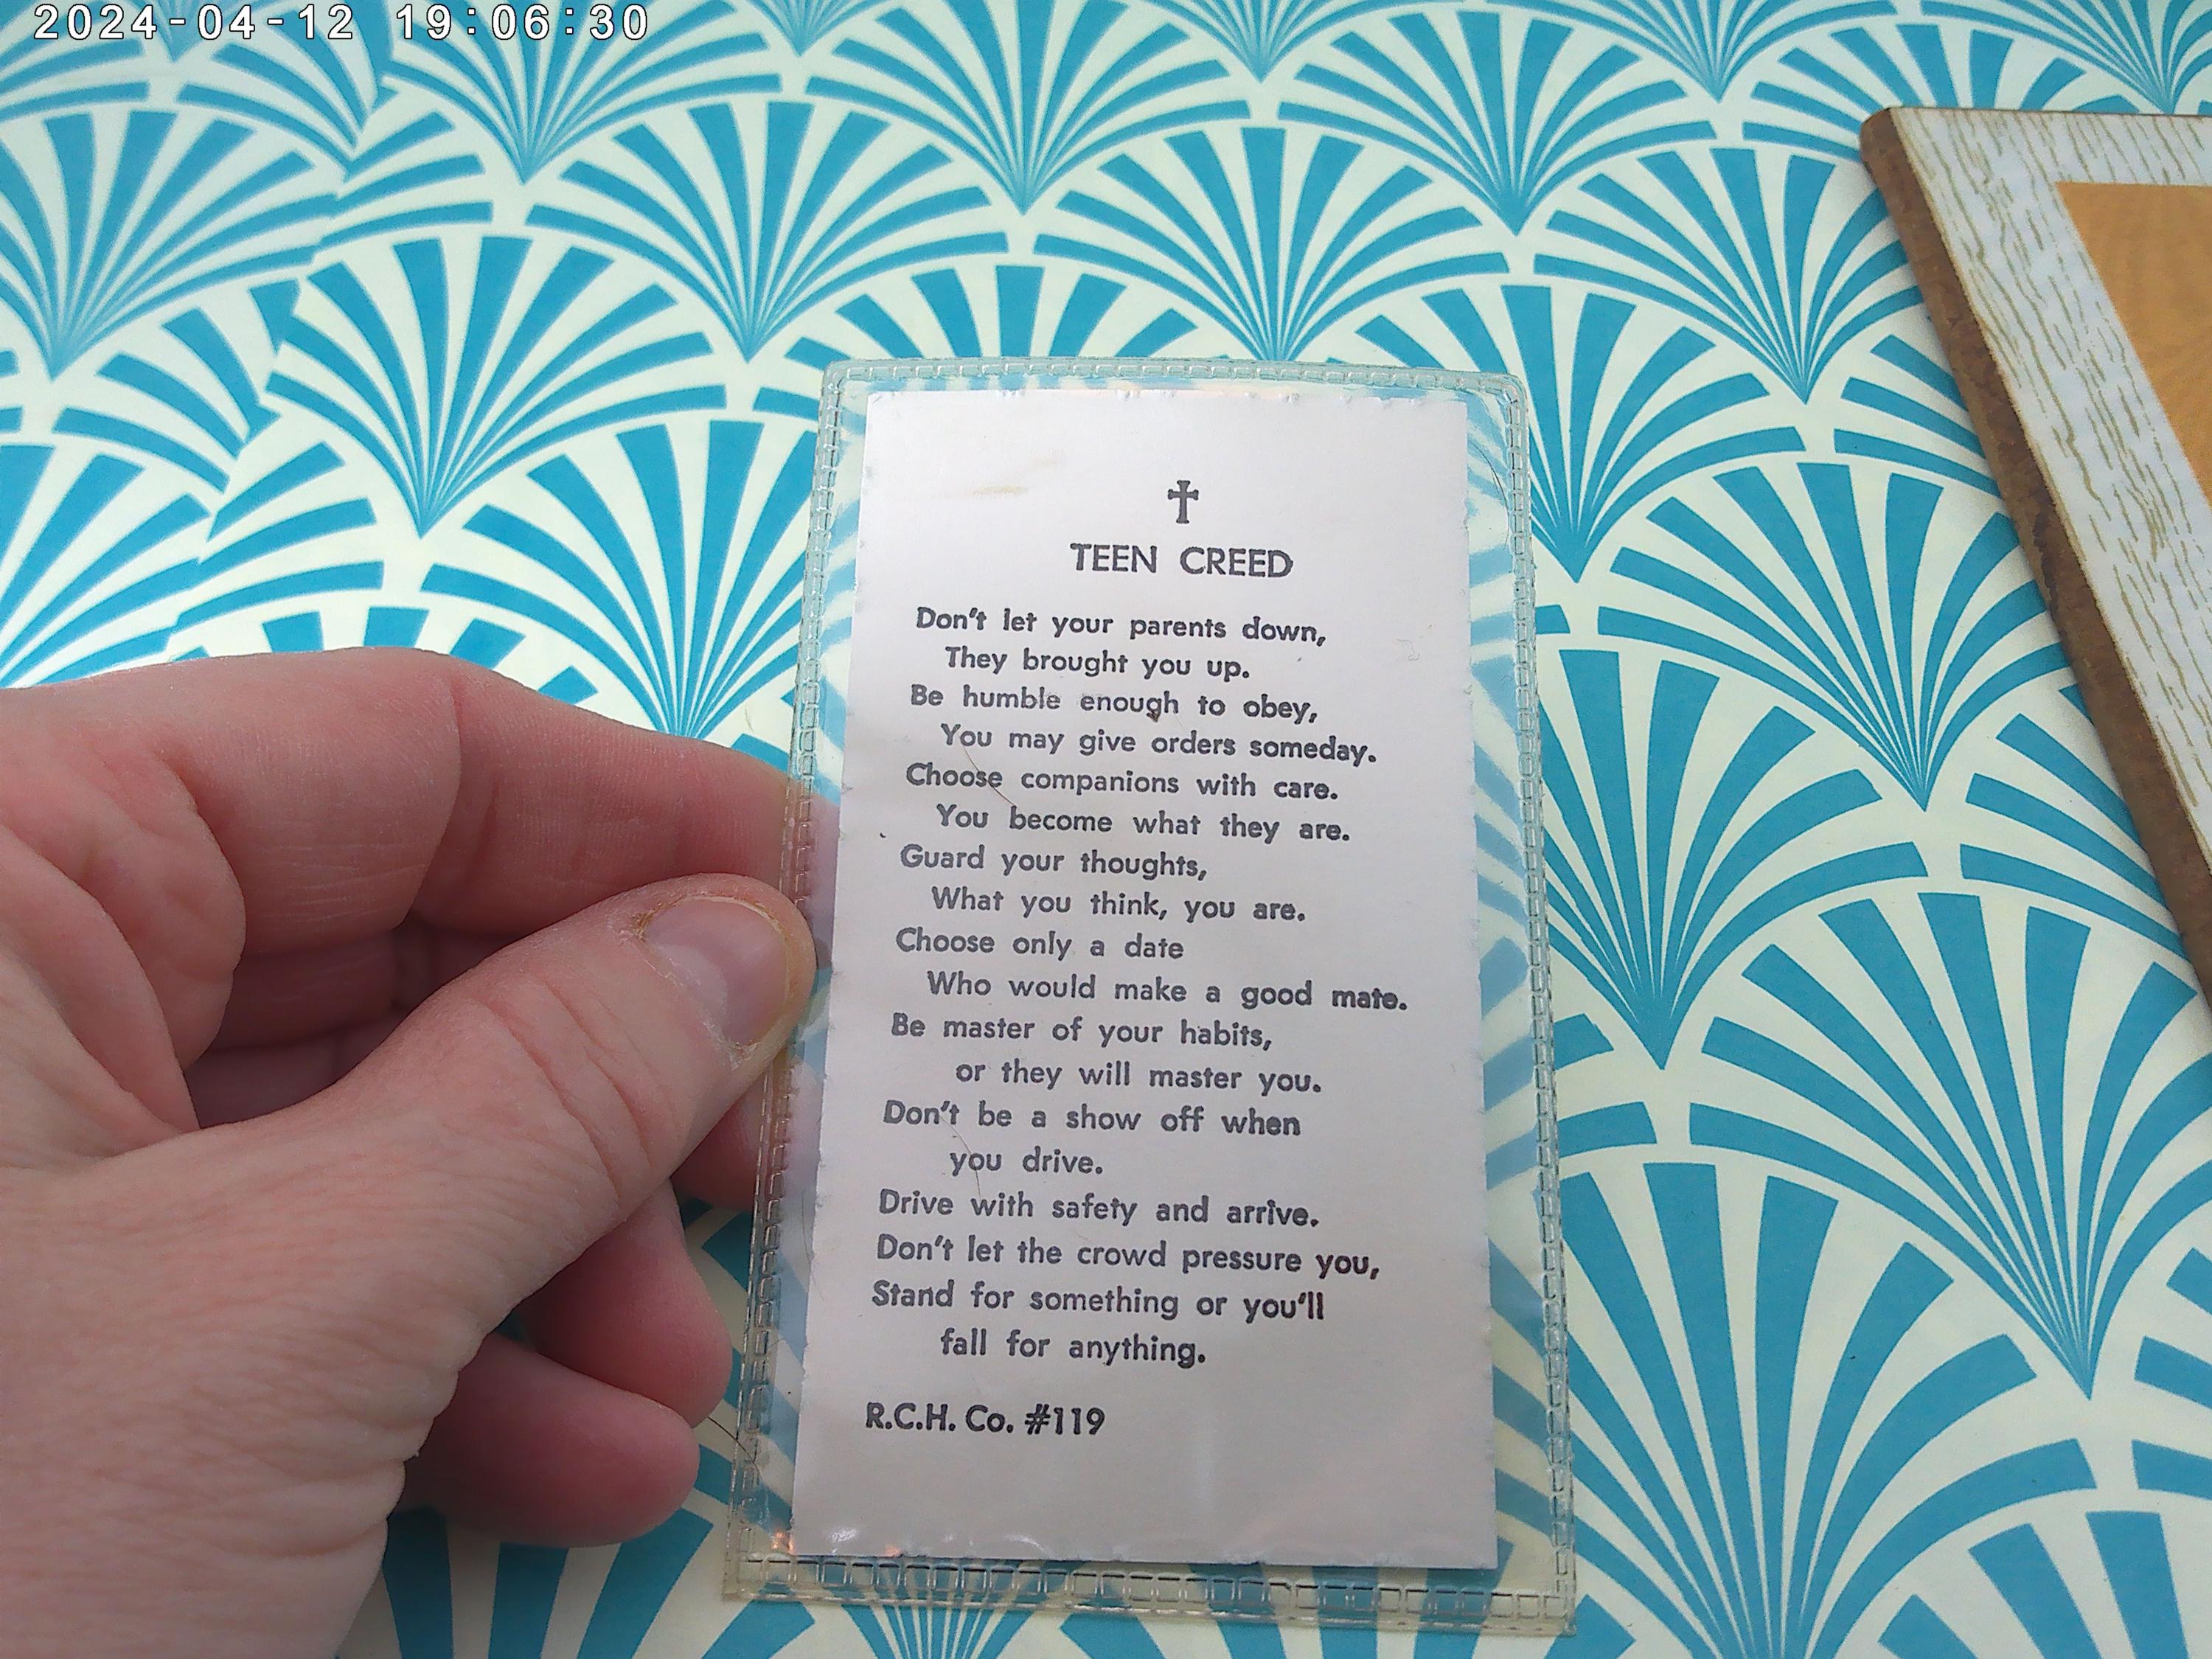 2024-04-12 19:06:30
TEEN CREED
Don't let your parents down,
They brought you up.
Be humble enough to obey,
You may give orders someday.
Choose companions with care.
You become what they are.
Guard your thoughts,
What you think, you are.
Choose only a date
Who would make a good mate.
Be master of your habits,
or they will master you.
Don't be a show off when
you drive.
Drive with safety and arrive.
Don't let the crowd pressure you,
Stand for something or you'll
fall for anything.
R.C.H. Co. #119